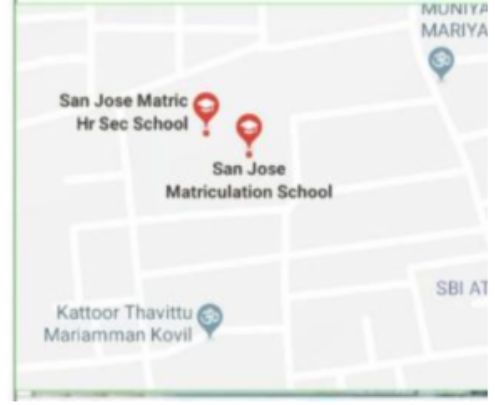 MUNIYA
MARIYA
San Jose Matric
Hr Sec School
San Jose
Matriculation School
SBI AT
Kattoor Thavittu
Mariamman Kovil